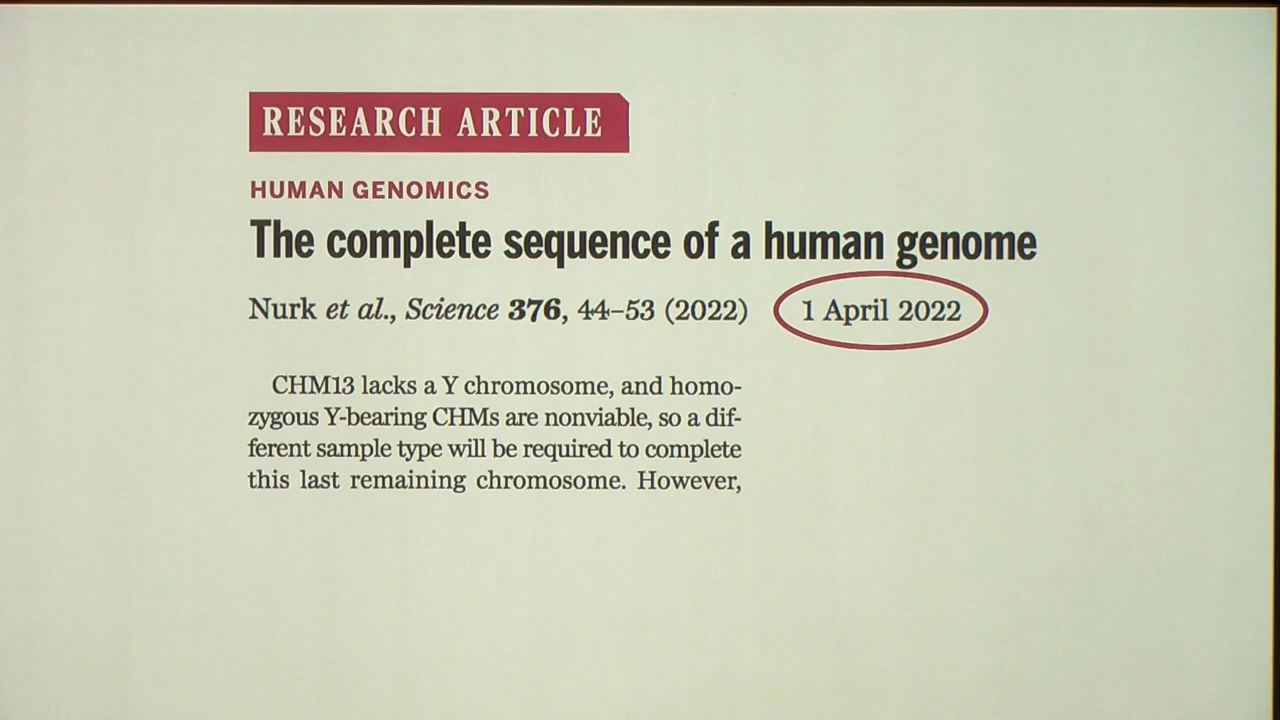 RESEARCH ARTICLE
HUMAN GENOMICS
The complete sequence of a human genome
Nurk et al., Science 376, 44–53 (2022) 1 April 2022
CHM13 lacks a Y chromosome, and homo-
zygous Y-bearing CHMs are nonviable, so a dif-
ferent sample type will be required to complete
this last remaining chromosome. However,